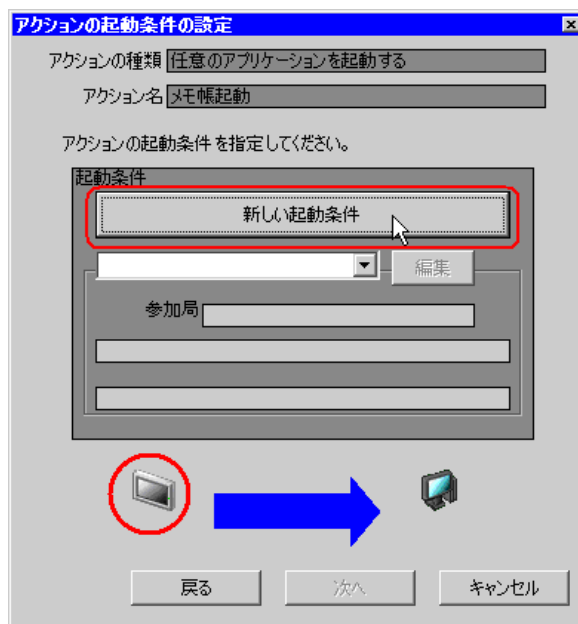 アクションの起動条件の設定
アクションの種類 任意のアプリケーションを起動する
アクション名 メモ帳起動
アクションの起動条件 を指定してください。
起動条件
新しい起動条件
編集
参加局
戻る 次へ キャンセル